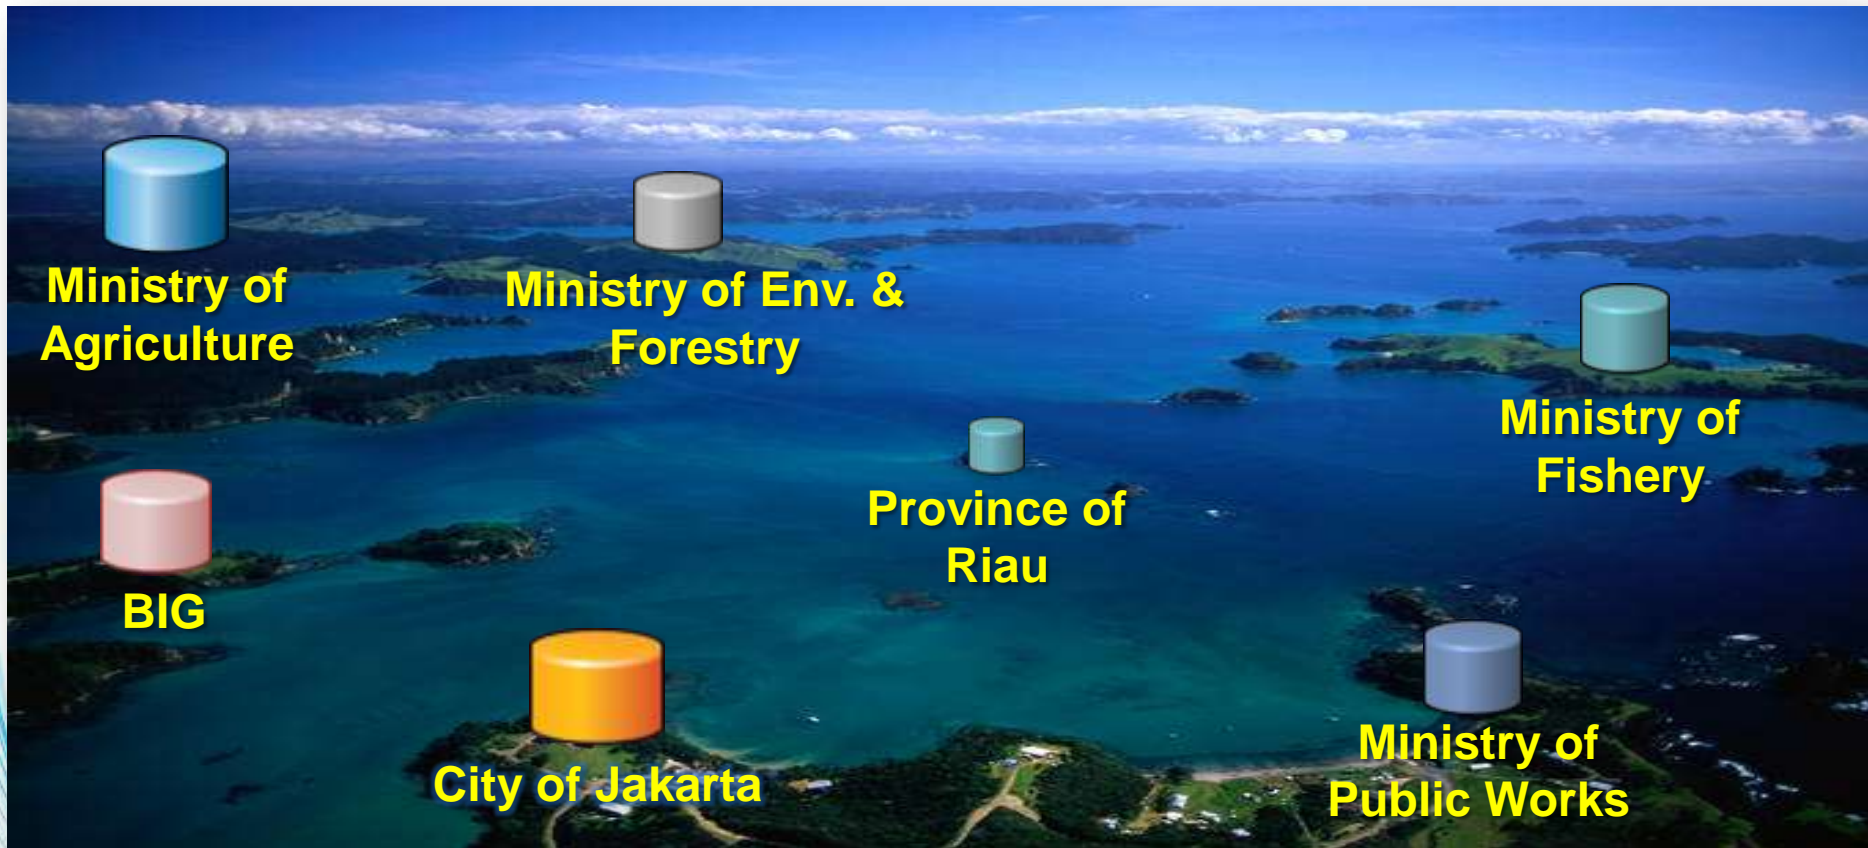 Ministry of
Agriculture
Ministry of Env. &
Forestry
Ministry of
Fishery
Province of
Riau
BIG
City of Jakarta
Ministry of
Public Works